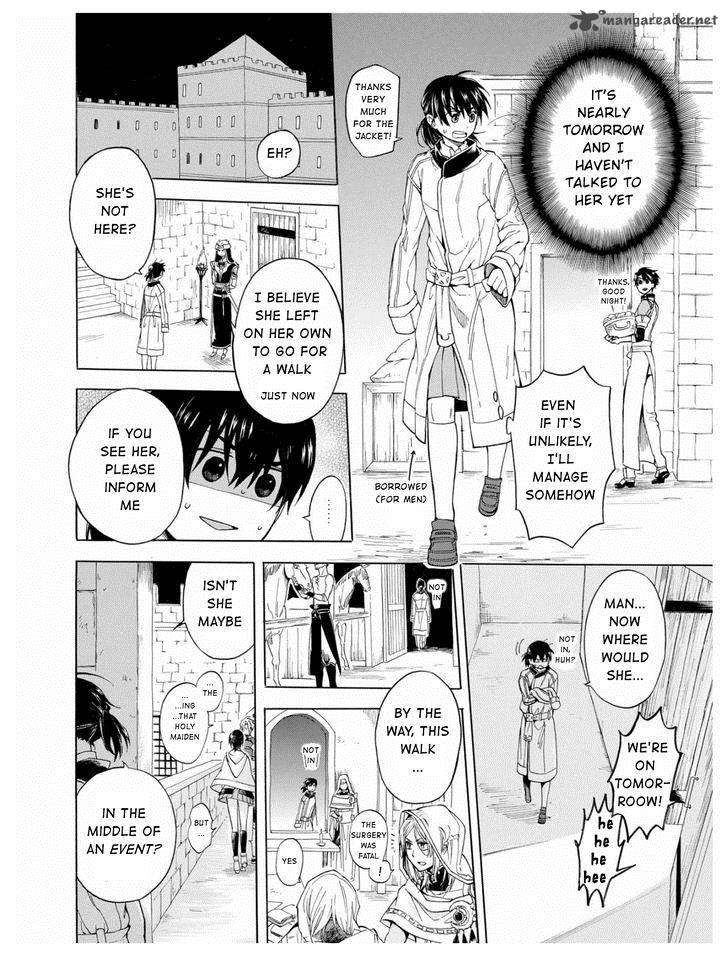 mangareader.net
IT'S
NEARLY
TOMORROW
AND I
HAVEN'T
TALKED TO
HER YET
THANKS
VERY
MUCH
FOR THE
JACKET!
THANKS,
GOOD
NIGHT!
EVEN
IF IT'S
UNLIKELY,
I'LL
MANAGE
SOMEHOW
BORROWED
(FOR MEN)
EH?
SHE'S
NOT
HERE?
I BELIEVE
SHE LEFT
ON HER OWN
TO GO FOR
A WALK
JUST NOW
IF YOU
SEE HER,
PLEASE
INFORM
ME
...
MAN...
NOW
WHERE
WOULD
SHE...
NOT
IN,
HUH?
WE'RE
ON
TOMOR-
ROOW!
he
he
he
hee
NOT
IN
BY THE
WAY, THIS
WALK
...
NOT
IN
THE
SURGERY
WAS
FATAL
!
YES
ISN'T
SHE
MAYBE
...
... THE
...ING
...THAT
HOLY
MAIDEN
BUT
...
IN THE
MIDDLE OF
AN EVENT?